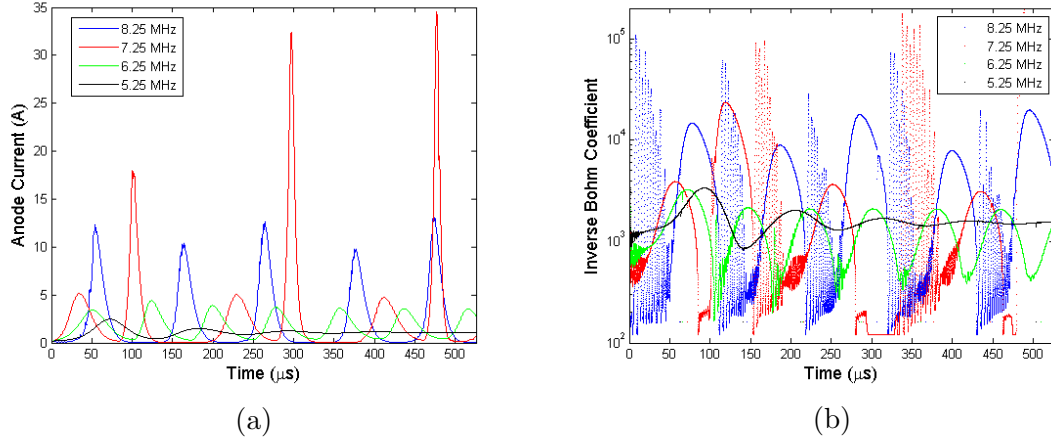 35
30
25
20
15
10
5
0
Anode Current (A)
8.25 MHz
7.25 MHz
6.25 MHz
5.25 MHz
0 50 100 150 200 250 300 350 400 450 500
Time (μs)
(a)
10^5
10^4
10^3
10^2
Inverse Bohm Coefficient
8.25 MHz
7.25 MHz
6.25 MHz
5.25 MHz
0 50 100 150 200 250 300 350 400 450 500
Time (μs)
(b)